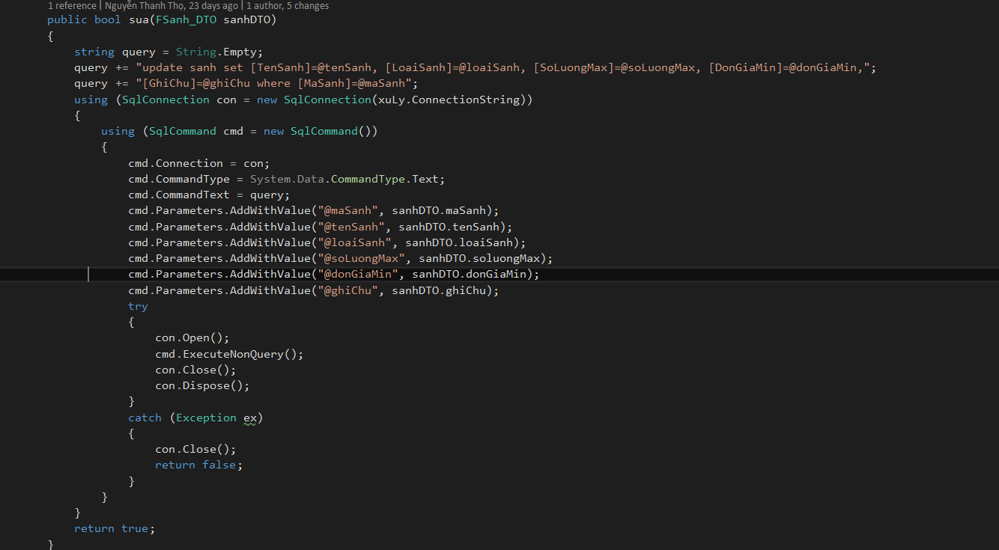 1 reference | Nguyễn Thanh Thọ, 23 days ago | 1 author, 5 changes
public bool sua(FSanh_DTO sanhDTO)
{
    string query = String.Empty;
    query += "update sanh set [TenSanh]=@tenSanh, [LoaiSanh]=@loaiSanh, [SoLuongMax]=@soLuongMax, [DonGiaMin]=@donGiaMin,";
    query += "[GhiChu]=@ghiChu where [MaSanh]=@maSanh";
    using (SqlConnection con = new SqlConnection(xuLy.ConnectionString))
    {
        using (SqlCommand cmd = new SqlCommand())
        {
            cmd.Connection = con;
            cmd.CommandType = System.Data.CommandType.Text;
            cmd.CommandText = query;
            cmd.Parameters.AddWithValue("@maSanh", sanhDTO.maSanh);
            cmd.Parameters.AddWithValue("@tenSanh", sanhDTO.tenSanh);
            cmd.Parameters.AddWithValue("@loaiSanh", sanhDTO.loaiSanh);
            cmd.Parameters.AddWithValue("@soLuongMax", sanhDTO.soluongMax);
            cmd.Parameters.AddWithValue("@donGiaMin", sanhDTO.donGiaMin);
            cmd.Parameters.AddWithValue("@ghiChu", sanhDTO.ghiChu);
            try
            {
                con.Open();
                cmd.ExecuteNonQuery();
                con.Close();
                con.Dispose();
            }
            catch (Exception ex)
            {
                con.Close();
                return false;
            }
        }
    }
    return true;
}